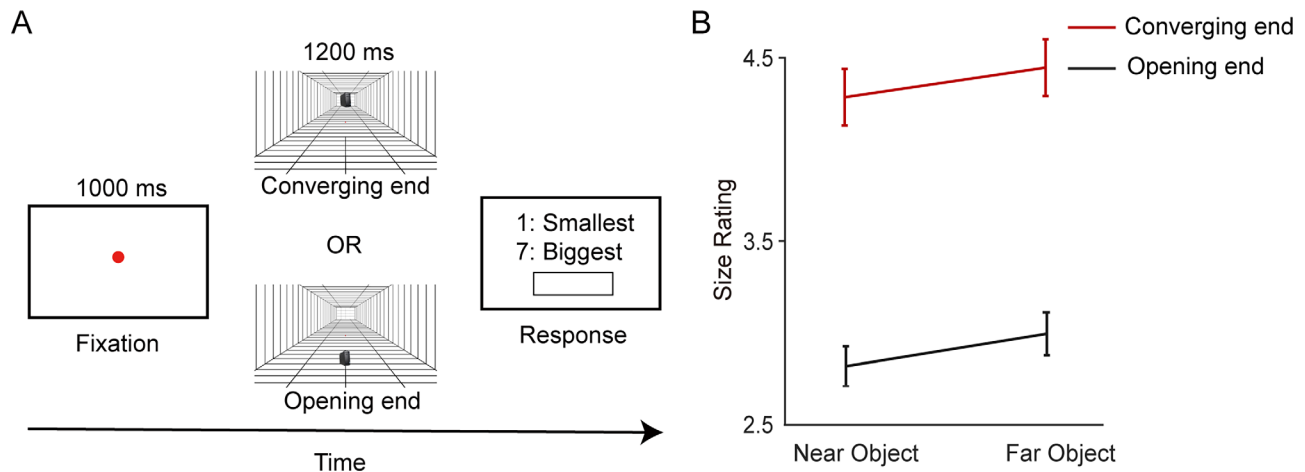 A
1200 ms
Converging end
1000 ms
Fixation
OR
Opening end
1: Smallest
7: Biggest
Response
Time
B
Converging end
Opening end
4.5
3.5
2.5
Size Rating
Near Object
Far Object